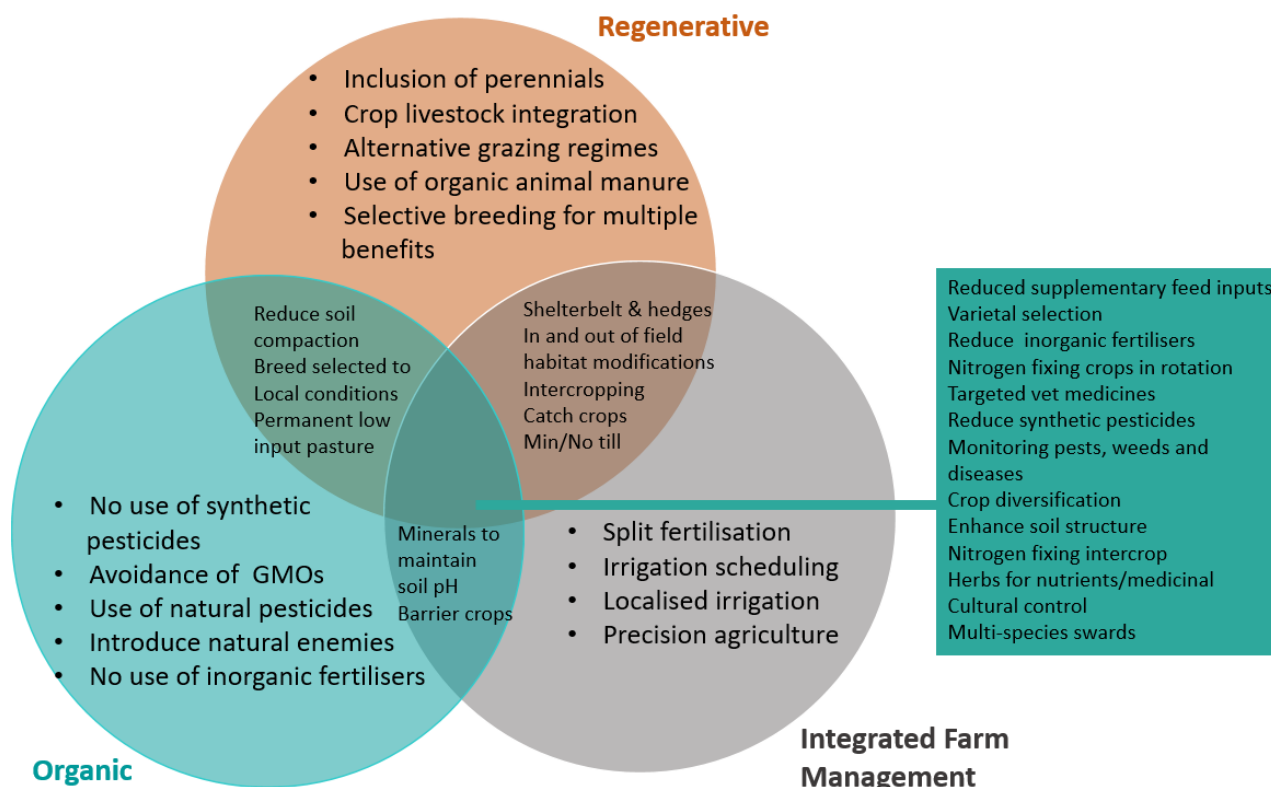 Regenerative
• Inclusion of perennials
• Crop livestock integration
• Alternative grazing regimes
• Use of organic animal manure
• Selective breeding for multiple
benefits
Reduce soil
compaction
Breed selected to
Local conditions
Permanent low
input pasture
Shelterbelt & hedges
In and out of field
habitat modifications
Intercropping
Catch crops
Min/No till
Reduced supplementary feed inputs
Varietal selection
Reduce inorganic fertilisers
Nitrogen fixing crops in rotation
Targeted vet medicines
Reduce synthetic pesticides
Monitoring pests, weeds and
diseases
Crop diversification
Enhance soil structure
Nitrogen fixing intercrop
Herbs for nutrients/medicinal
Cultural control
Multi-species swards
• No use of synthetic
pesticides
• Avoidance of GMOs
• Use of natural pesticides
• Introduce natural enemies
• No use of inorganic fertilisers
Minerals to
maintain
soil pH
Barrier crops
• Split fertilisation
• Irrigation scheduling
• Localised irrigation
• Precision agriculture
Organic
Integrated Farm
Management